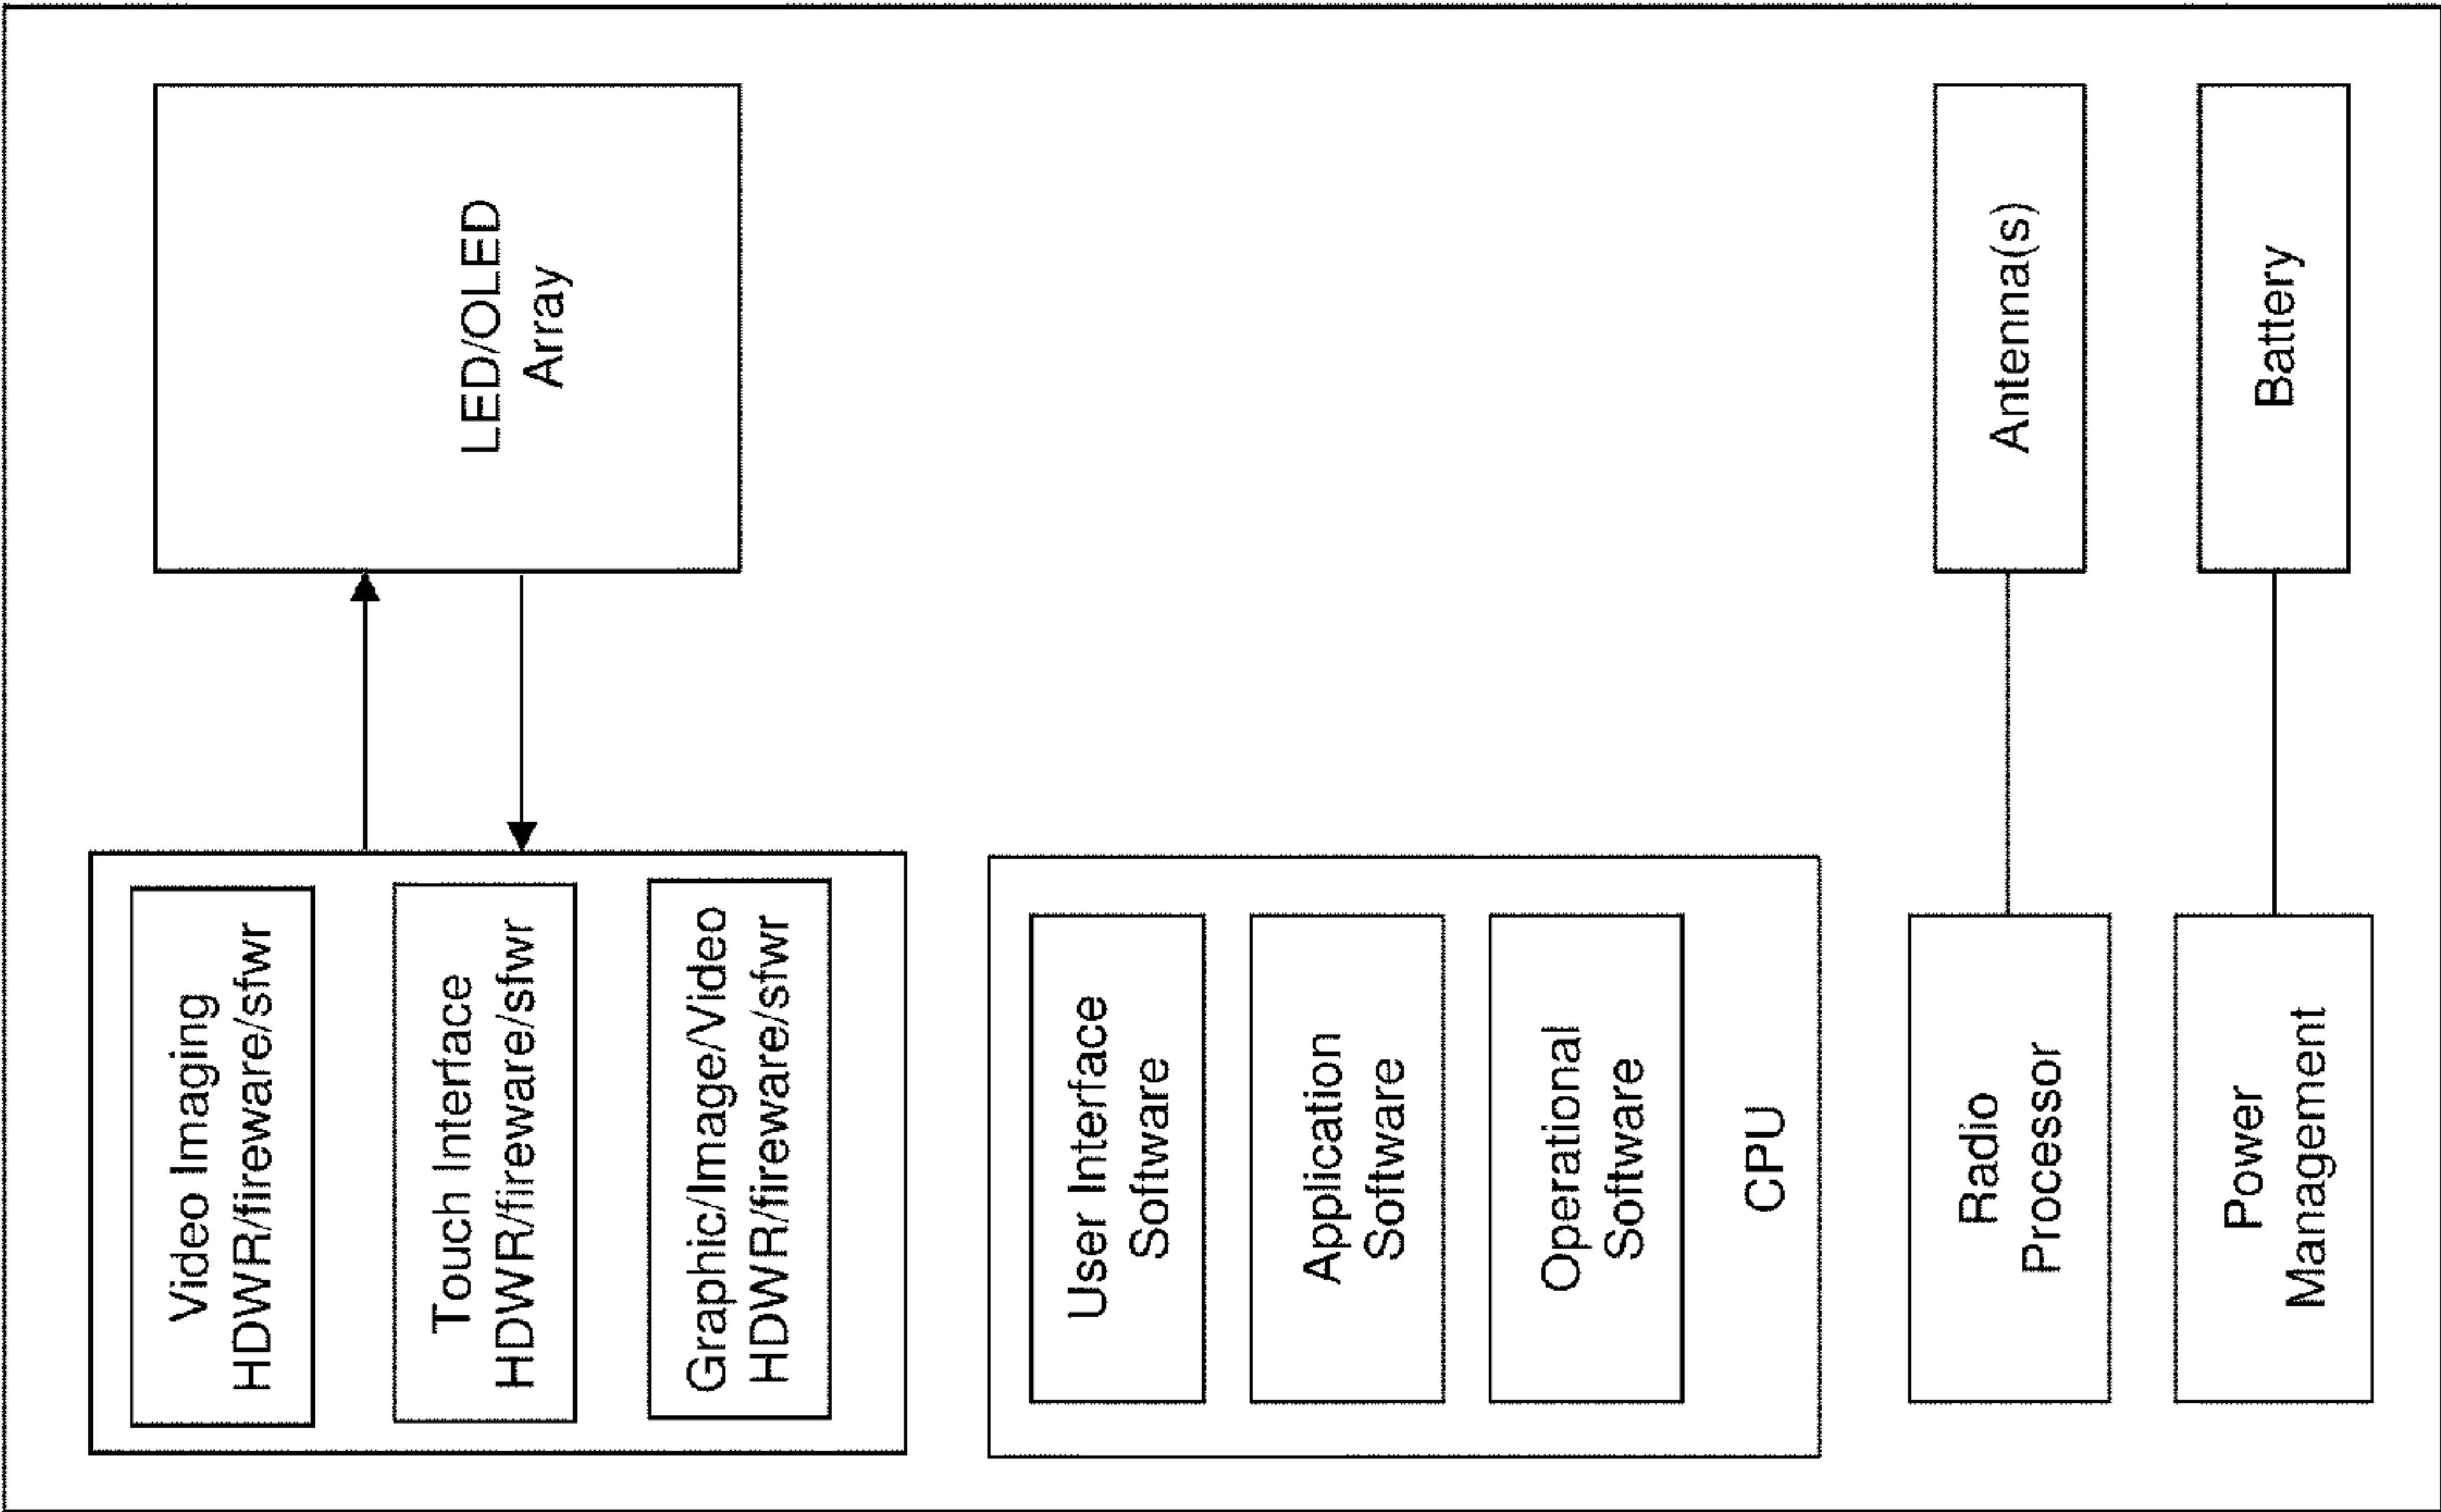 Video Imaging
HDWR/fireware/sfwr
Touch Interface
HDWR/fireware/sfwr
Graphic/Image/Video
HDWR/fireware/sfwr
LED/OLED
Array
User Interface
Software
Application
Software
Operational
Software
CPU
Radio
Processor
Antenna(s)
Power
Management
Battery